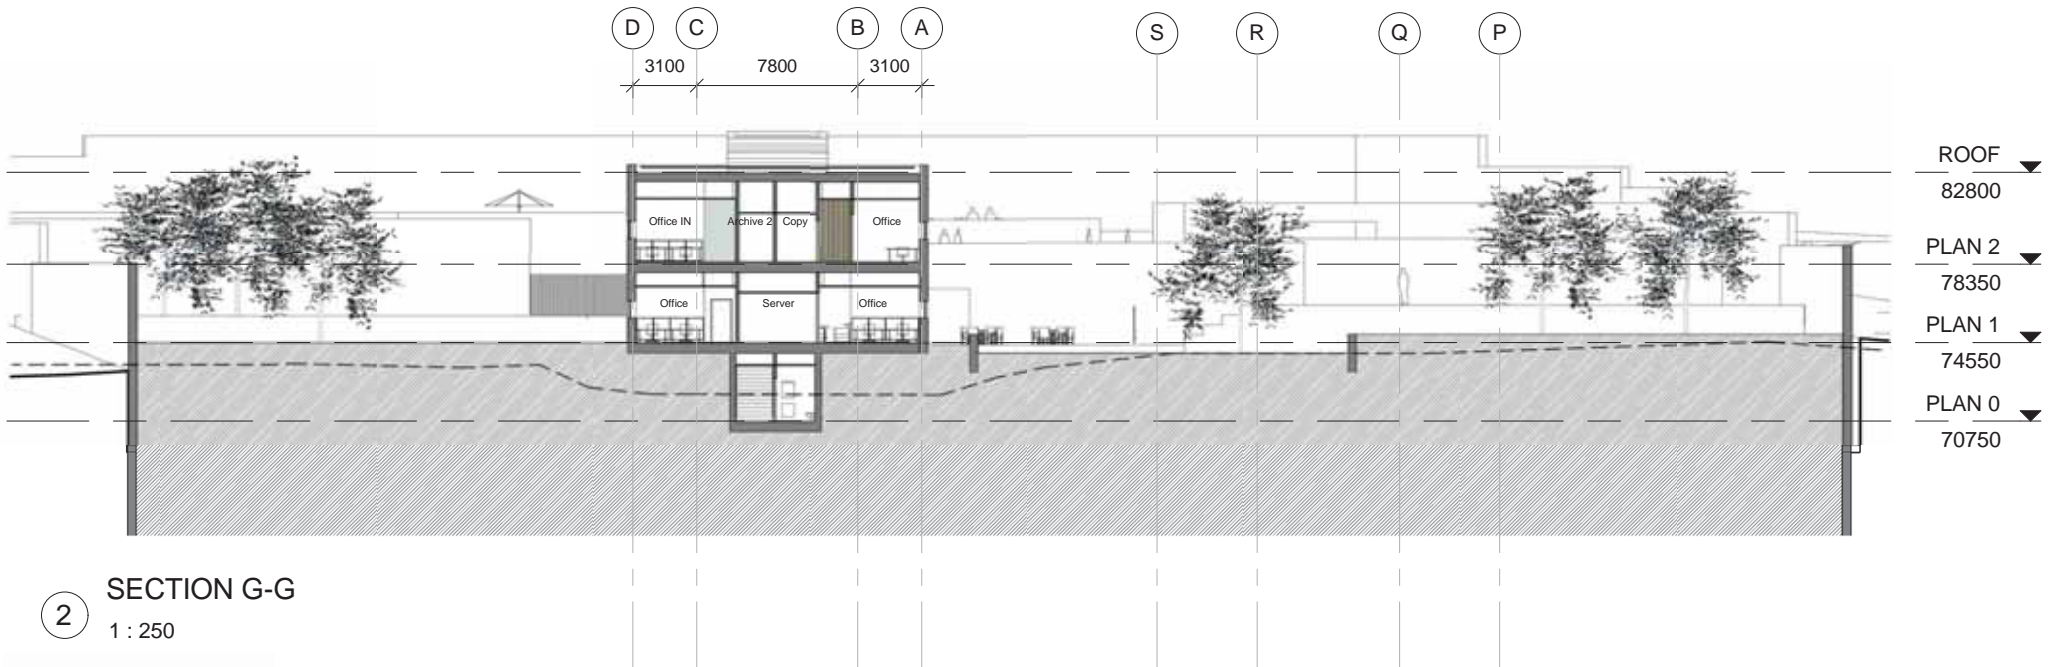 D C B A S R Q P
3100 7800 3100
ROOF
82800
Office IN Archive 2 Copy Office
PLAN 2
78350
Office Server Office
PLAN 1
74550
PLAN 0
70750
2 SECTION G-G
1 : 250